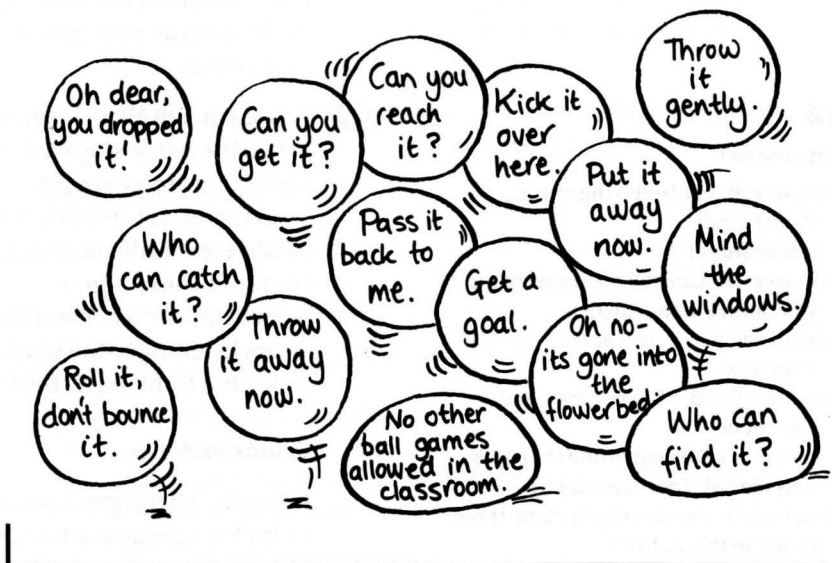 Oh dear,
you dropped
it!
Can you
get it?
Can you
reach
it?
Kick it
over
here.
Throw
it
gently.
Put it
away
now.
Who
can catch
it?
Pass it
back to
me.
Get a
goal.
Mind
the
windows.
Roll it,
don't bounce
it.
Throw
it away
now.
No other
ball games
allowed in the
classroom.
Oh no-
its gone into
the
flowerbed.
Who can
find it?